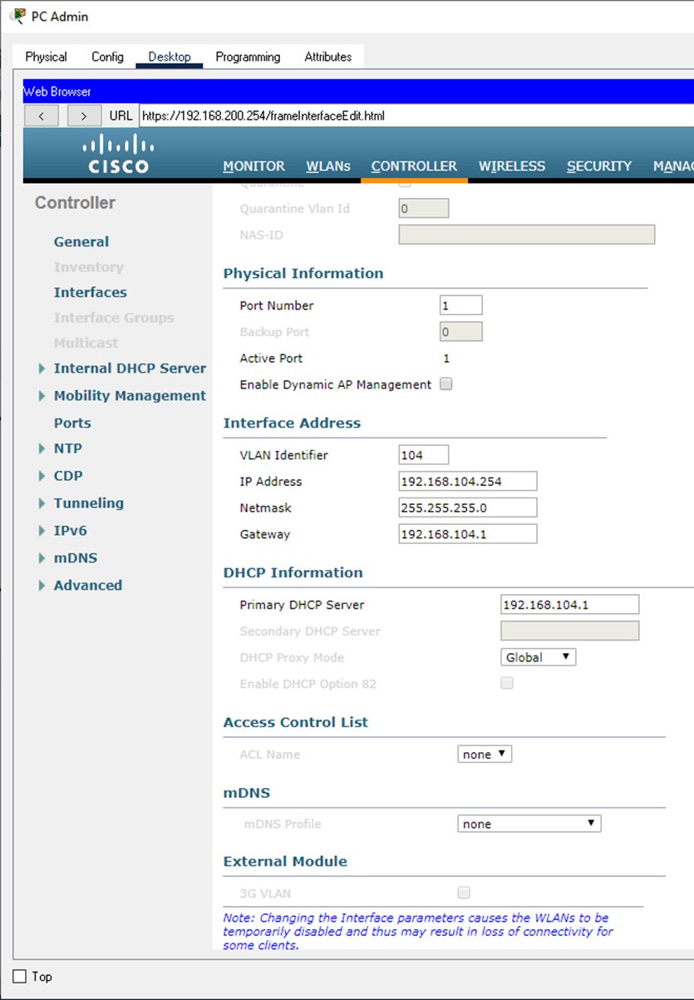 PC Admin
Physical Config Desktop Programming Attributes
Web Browser
< > URL https://192.168.200.254/frameInterfaceEdit.html
CISCO
MONITOR WLANs CONTROLLER WIRELESS SECURITY MANAG
Controller
General
Inventory
Interfaces
Interface Groups
Multicast
Internal DHCP Server
Mobility Management
Ports
NTP
CDP
Tunneling
IPv6
mDNS
Advanced
Quarantine
Quarantine Vlan Id 0
NAS-ID
Physical Information
Port Number 1
Backup Port 0
Active Port 1
Enable Dynamic AP Management
Interface Address
VLAN Identifier 104
IP Address 192.168.104.254
Netmask 255.255.255.0
Gateway 192.168.104.1
DHCP Information
Primary DHCP Server 192.168.104.1
Secondary DHCP Server
DHCP Proxy Mode Global
Enable DHCP Option 82
Access Control List
ACL Name none
mDNS
mDNS Profile none
External Module
3G VLAN
Note: Changing the Interface parameters causes the WLANs to be
temporarily disabled and thus may result in loss of connectivity for
some clients.
Top